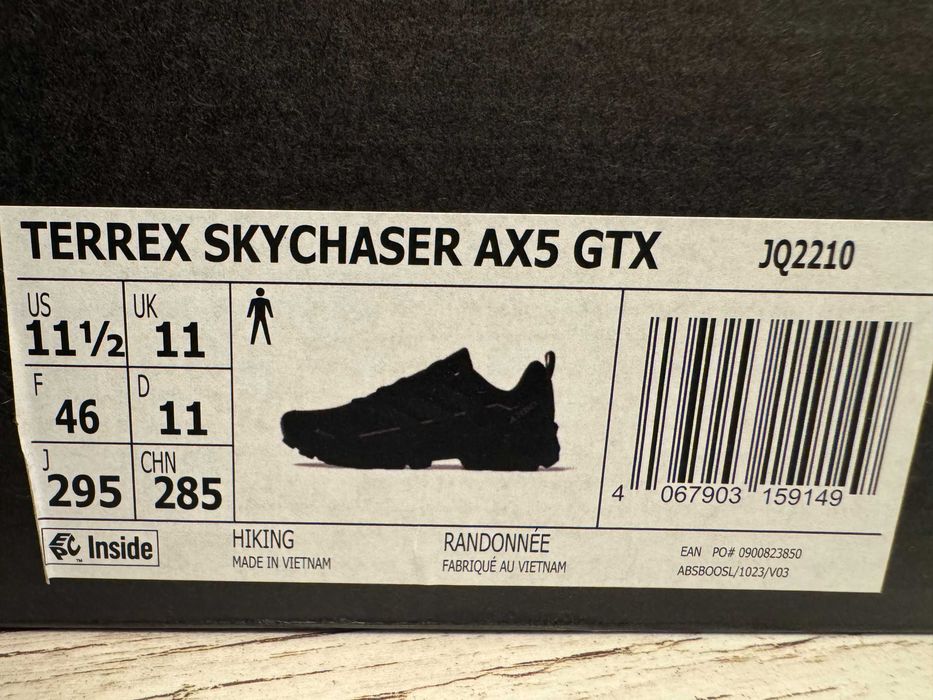 TERREX SKYCHASER AX5 GTX JQ2210
US
11½
UK
11
F
46
D
11
J
295
CHN
285
4 067903 159149
Inside
TM
HIKING
MADE IN VIETNAM
RANDONNÉE
FABRIQUÉ AU VIETNAM
EAN PO# 0900823850
ABSBOOSL/1023/V03